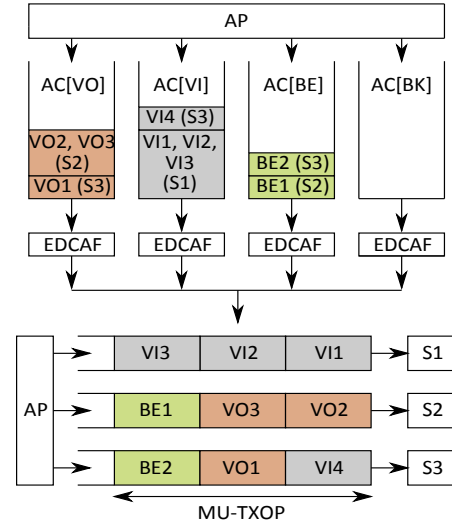 AP
AC[VO] AC[VI] AC[BE] AC[BK]
VI4 (S3)
VO2, VO3 (S2)
VI1, VI2, VI3 (S1)
BE2 (S3)
VO1 (S3)
BE1 (S2)
EDCAF EDCAF EDCAF EDCAF
AP
VI3 VI2 VI1 S1
BE1 VO3 VO2 S2
BE2 VO1 VI4 S3
MU-TXOP